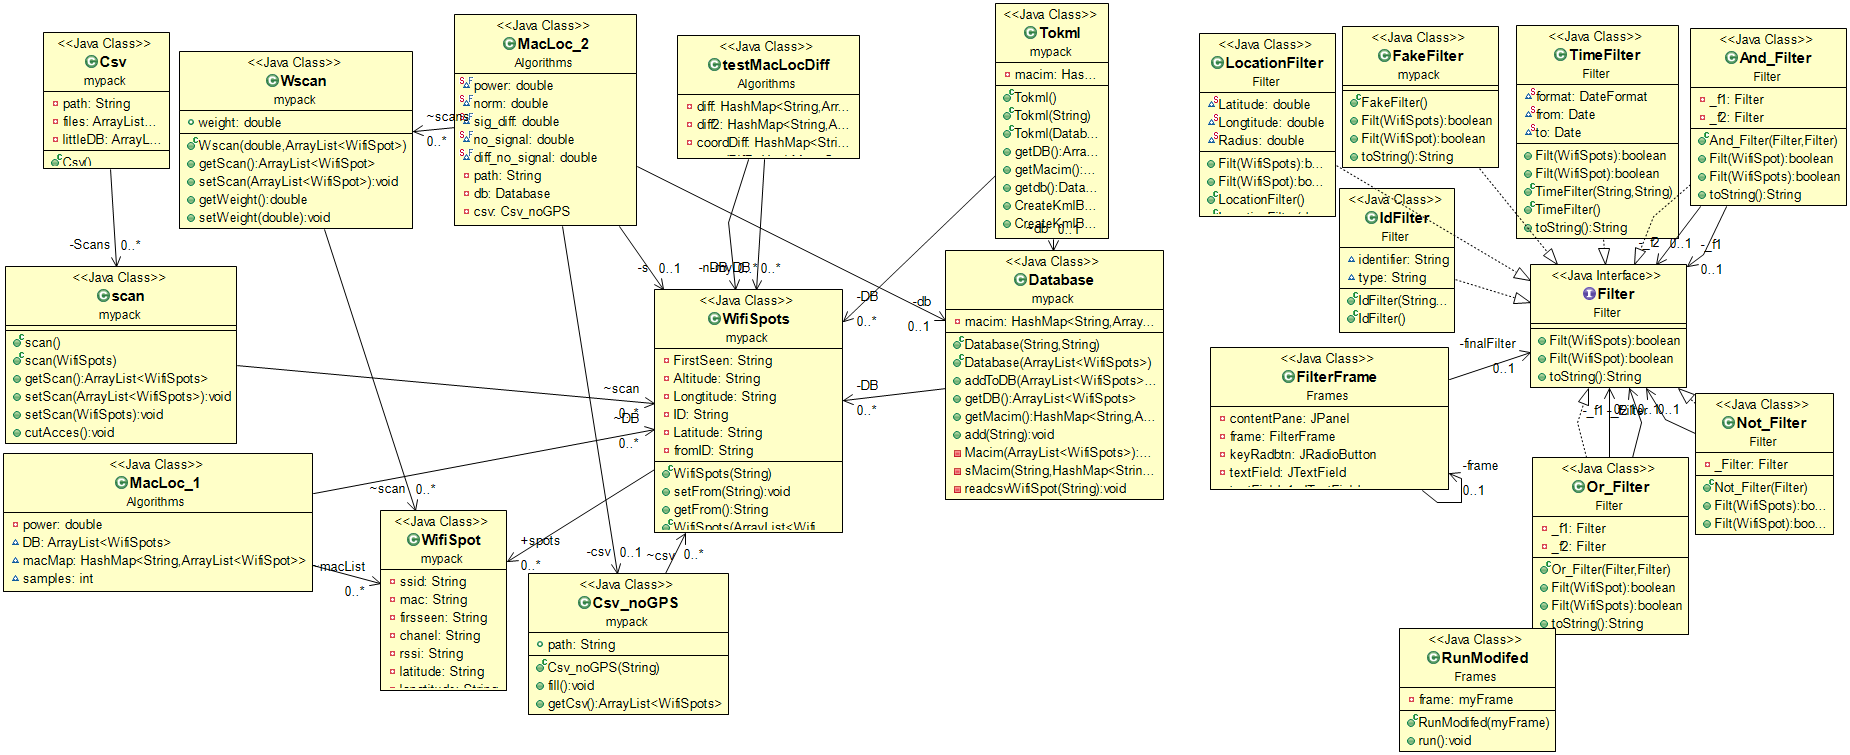 <<Java Class>>
Csv
mypack
path: String
files: ArrayList...
littleDB: ArrayL...
Csv()
-Scans 0..*
<<Java Class>>
Wscan
mypack
weight: double
Wscan(double,ArrayList<WifiSpot>)
getScan():ArrayList<WifiSpot>
setScan(ArrayList<WifiSpot>):void
getWeight():double
setWeight(double):void
~scans
0..*
<<Java Class>>
MacLoc_2
Algorithms
power: double
norm: double
sig_diff: double
no_signal: double
diff_no_signal: double
path: String
db: Database
csv: Csv_noGPS
<<Java Class>>
testMacLocDiff
Algorithms
diff: HashMap<String,Arr...
diff2: HashMap<String,A...
coordDiff: HashMap<Stri...
<<Java Class>>
Tokml
mypack
macim: Has...
Tokml()
Tokml(String)
Tokml(Datab...
getDB():Arra...
getMacim():...
getdb():Data...
CreateKmlB...
CreateKmlB...
~db 0..1
<<Java Class>>
scan
mypack
scan()
scan(WifiSpots)
getScan():ArrayList<WifiSpots>
setScan(ArrayList<WifiSpots>):void
setScan(WifiSpots):void
cutAcces():void
~scan
0..*
-s 0..1
0..*
<<Java Class>>
WifiSpots
mypack
FirstSeen: String
Altitude: String
Longtitude: String
ID: String
Latitude: String
fromID: String
WifiSpots(String)
setFrom(String):void
getFrom():String
WifiSpots(ArrayList<Wifi
-DB
0..*
-db
0..1
-DB
0..*
<<Java Class>>
Database
mypack
macim: HashMap<String,Array...
Database(String,String)
Database(ArrayList<WifiSpots>)
addToDB(ArrayList<WifiSpots>...
getDB():ArrayList<WifiSpots>
getMacim():HashMap<String,A...
add(String):void
Macim(ArrayList<WifiSpots>):...
sMacim(String,HashMap<Strin...
readcsvWifiSpot(String):void
<<Java Class>>
MacLoc_1
Algorithms
power: double
DB: ArrayList<WifiSpots>
macMap: HashMap<String,ArrayList<WifiSpot>>
samples: int
~DB
0..*
macList
0..*
~scan 0..*
<<Java Class>>
WifiSpot
mypack
ssid: String
mac: String
firsseen: String
chanel: String
rssi: String
latitude: String
+spots
0..*
-csv 0..1
~csv 0..*
<<Java Class>>
Csv_noGPS
mypack
path: String
Csv_noGPS(String)
fill():void
getCsv():ArrayList<WifiSpots>
<<Java Class>>
LocationFilter
Filter
Latitude: double
Longtitude: double
Radius: double
Filt(WifiSpots):b...
Filt(WifiSpot):bo...
LocationFilter()
<<Java Class>>
FakeFilter
mypack
FakeFilter()
Filt(WifiSpots):boolean
Filt(WifiSpot):boolean
toString():String
<<Java Class>>
TimeFilter
Filter
format: DateFormat
from: Date
to: Date
Filt(WifiSpots):boolean
Filt(WifiSpot):boolean
TimeFilter(String,String)
TimeFilter()
toString():String
<<Java Class>>
And_Filter
Filter
_f1: Filter
_f2: Filter
And_Filter(Filter,Filter)
Filt(WifiSpot):boolean
Filt(WifiSpots):boolean
toString():String
-_f2 0..1
-_f1
0..1
<<Java Class>>
IdFilter
Filter
identifier: String
type: String
IdFilter(String...
IdFilter()
<<Java Interface>>
Filter
Filter
Filt(WifiSpots):boolean
Filt(WifiSpot):boolean
toString():String
-finalFilter
0..1
<<Java Class>>
FilterFrame
Frames
contentPane: JPanel
frame: FilterFrame
keyRadbtn: JRadioButton
textField: JTextField
-frame
0..1
-_f1
<<Java Class>>
Not_Filter
Filter
_Filter: Filter
Not_Filter(Filter)
Filt(WifiSpots):bo...
Filt(WifiSpot):boo...
<<Java Class>>
Or_Filter
Filter
_f1: Filter
_f2: Filter
Or_Filter(Filter,Filter)
Filt(WifiSpot):boolean
Filt(WifiSpots):boolean
toString():String
<<Java Class>>
RunModifed
Frames
frame: myFrame
RunModifed(myFrame)
run():void